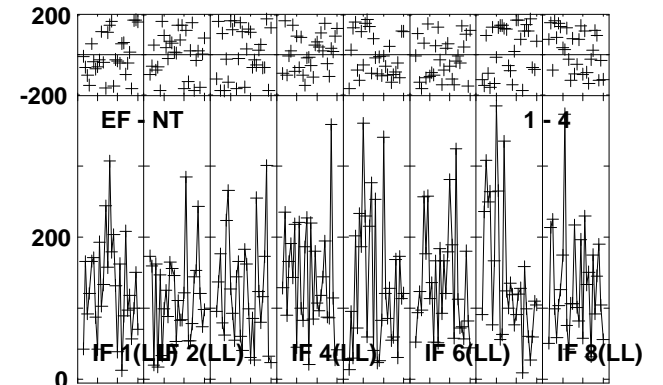 200
-200
EF - NT 1 - 4
200
IF 1(LL) IF 2(LL) IF 4(LL) IF 6(LL) IF 8(LL)
0